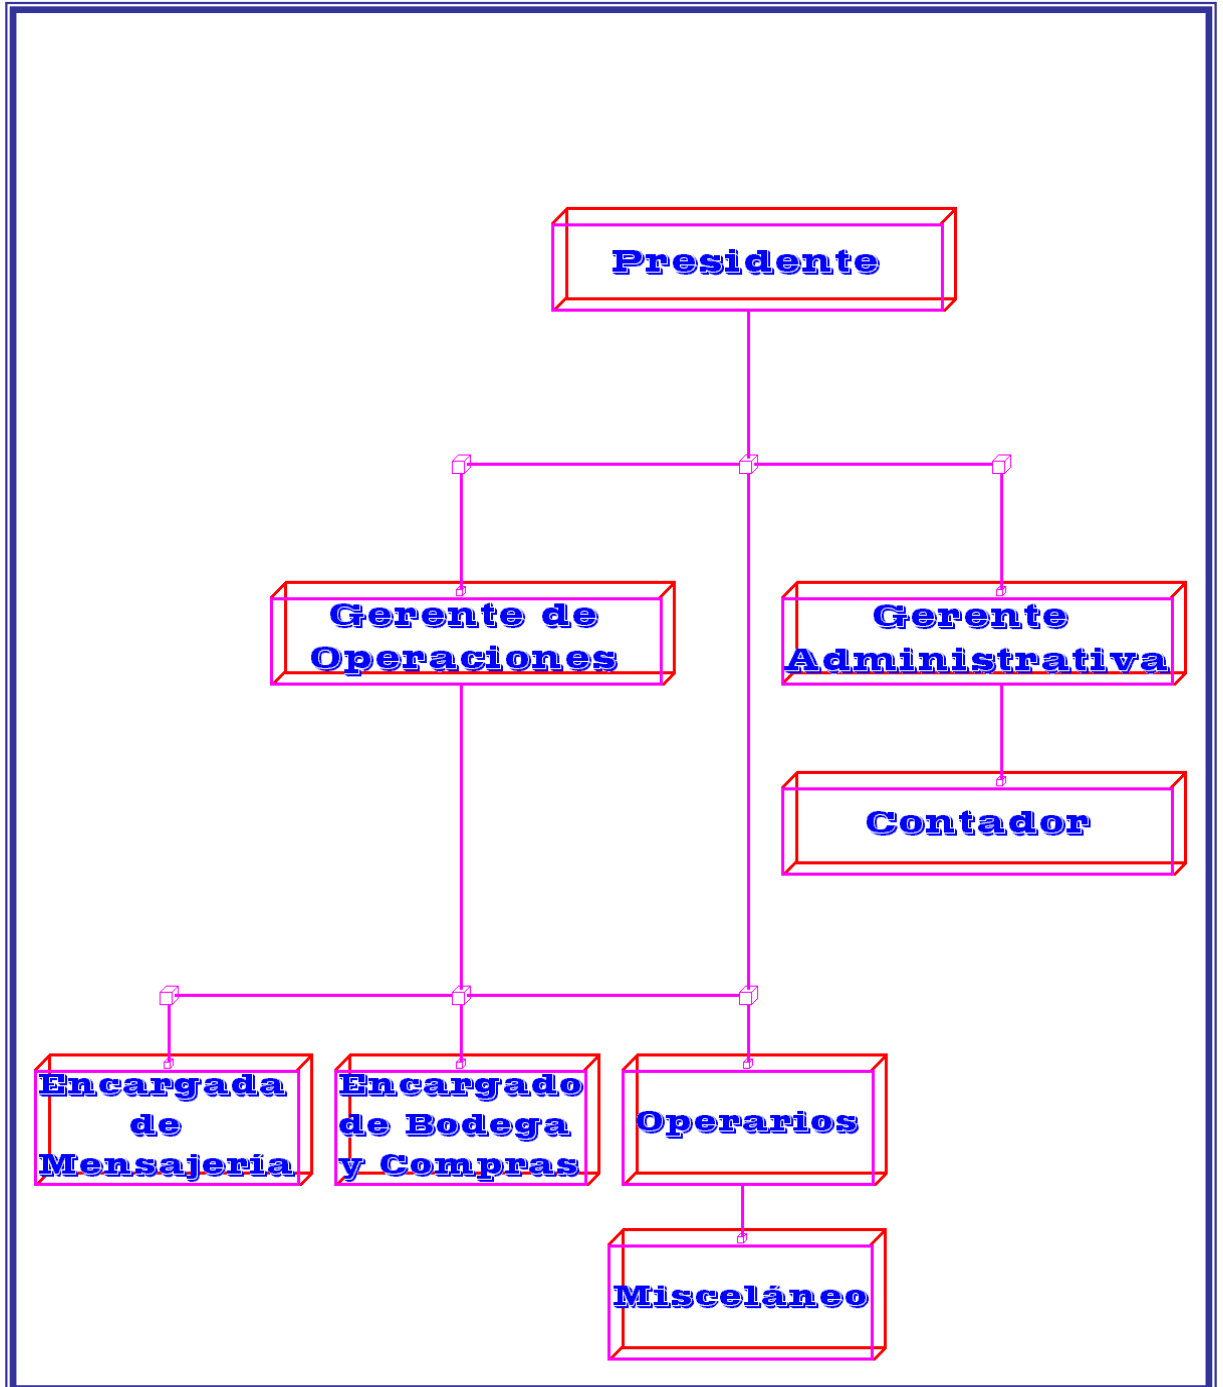 Presidente
Gerente de
Operaciones
Gerente
Administrativa
Contador
Encargada
de
Mensajería
Encargado
de Bodega
y Compras
Operarios
Misceláneo